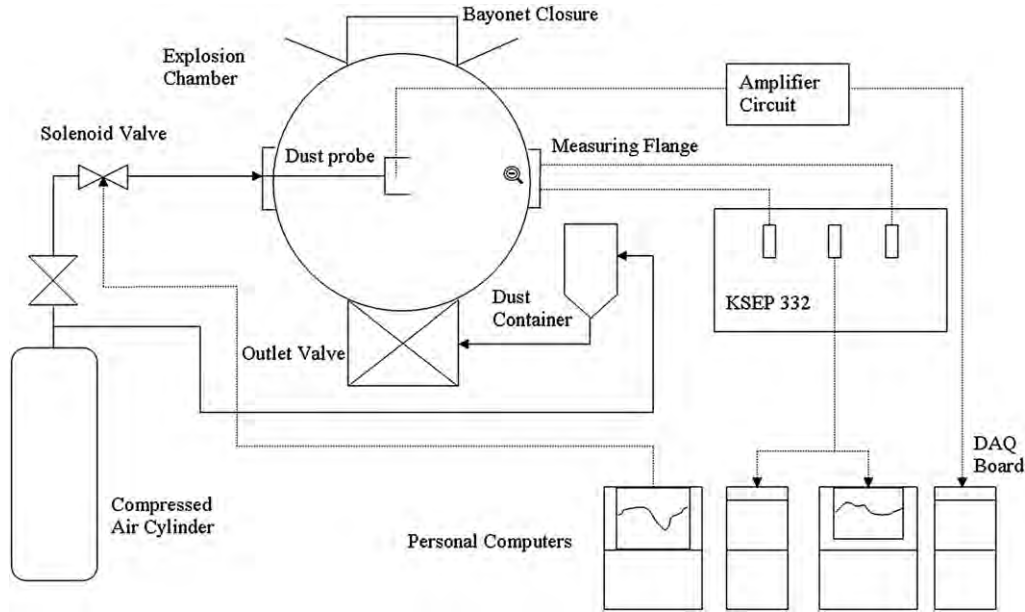 Bayonet Closure
Explosion
Chamber
Amplifier
Circuit
Solenoid Valve
Measuring Flange
Dust probe
KSEP 332
Dust
Container
Outlet Valve
DAQ
Board
Compressed
Air Cylinder
Personal Computers